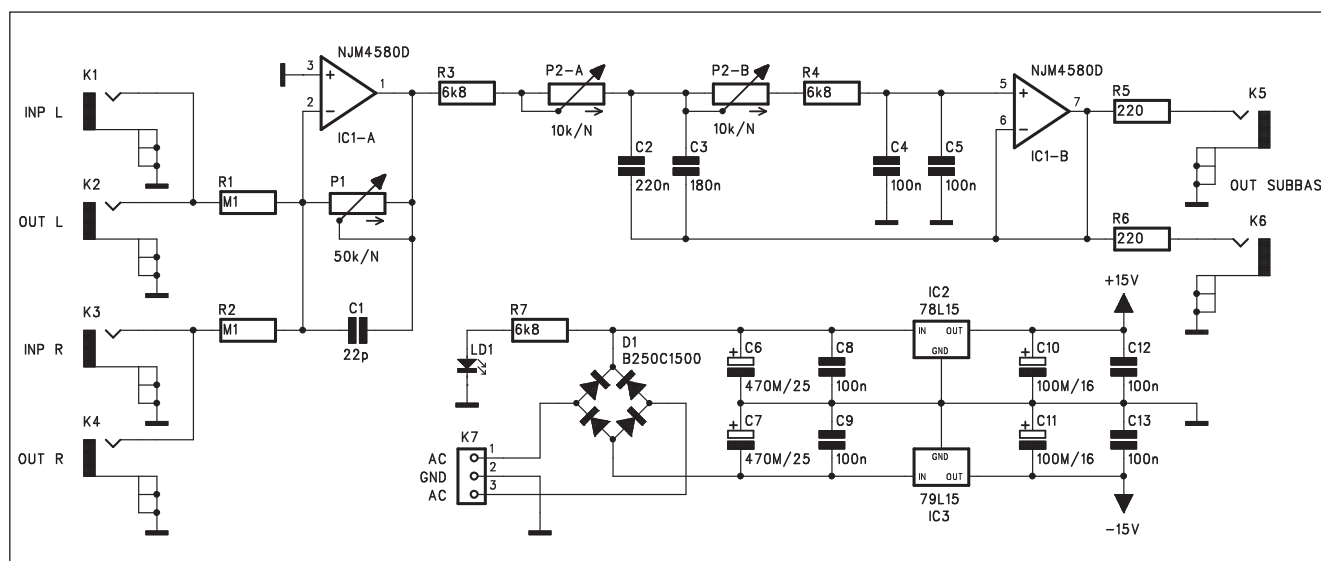 NJM4580D
K1
INP L
3
2
1
IC1-A
R3
6k8
P2-A
10k/N
P2-B
10k/N
R4
6k8
NJM4580D
5
6
7
IC1-B
R5
220
K5
C2
220n
C3
180n
C4
100n
C5
100n
OUT SUBBAS
K2
OUT L
R1
M1
P1
50k/N
R6
220
K6
K3
INP R
R2
M1
C1
22p
R7
6k8
LD1
D1
B250C1500
IC2
78L15
IN OUT
GND
+15V
C6
+
470M/25
C8
100n
C10
+
100M/16
C12
100n
K4
OUT R
K7
AC 1
GND 2
AC 3
C7
+
470M/25
C9
100n
GND
IN OUT
79L15
IC3
C11
+
100M/16
C13
100n
-15V